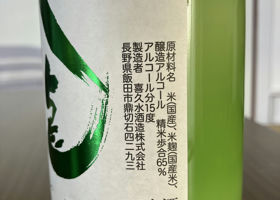 原材料名 米(国産)、米麹(国産米)、
醸造アルコール 精米歩合65%
アルコール分15度
製造者 喜久水酒造株式会社
長野県飯田市鼎切石四二九三